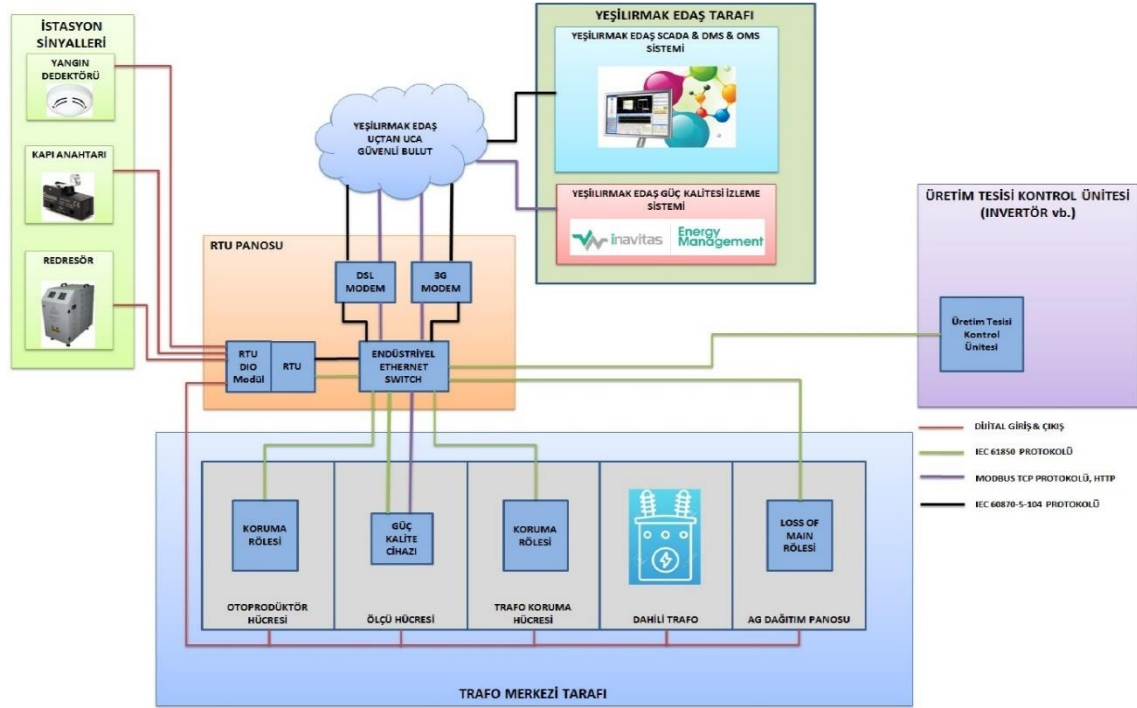 İSTASYON
SİNYALLERİ
YANGIN
DEDEKTÖRÜ
KAPI ANAHTARI
REDRESÖR
YEŞİLIRMAK EDAŞ
UÇTAN UCA
GÜVENLİ BULUT
YEŞİLIRMAK EDAŞ TARAFI
YEŞİLIRMAK EDAŞ SCADA & DMS & OMS
SİSTEMİ
YEŞİLIRMAK EDAŞ GÜÇ KALİTESİ İZLEME
SİSTEMİ
inavitas
Energy
Management
ÜRETİM TESİSİ KONTROL ÜNİTESİ
(INVERTÖR vb.)
Üretim Tesisi
Kontrol
Ünitesi
RTU PANOSU
DSL
MODEM
3G
MODEM
RTU
DIO
Modül
RTU
ENDÜSTRİYEL
ETHERNET
SWITCH
DİJİTAL GİRİŞ & ÇIKIŞ
IEC 61850 PROTOKOLÜ
MODBUS TCP PROTOKOLÜ, HTTP
IEC 60870-5-104 PROTOKOLÜ
KORUMA
RÖLESİ
OTOPRODÜKTÖR
HÜCRESİ
GÜÇ
KALİTE
CİHAZI
ÖLÇÜ HÜCRESİ
KORUMA
RÖLESİ
TRAFO KORUMA
HÜCRESİ
DAHİLİ TRAFO
LOSS OF
MAIN
RÖLESİ
AG DAĞITIM PANOSU
TRAFO MERKEZİ TARAFI